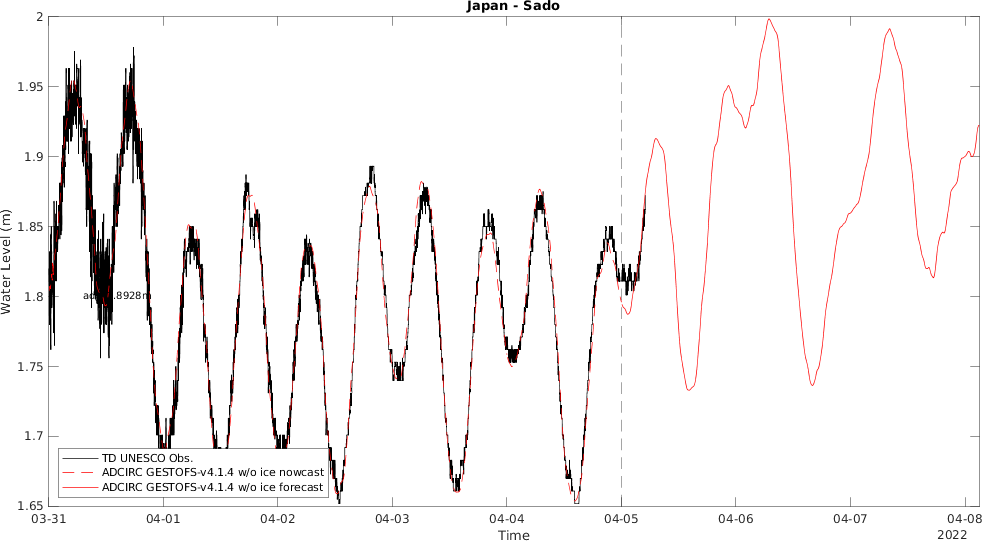 Japan - Sado
Water Level (m)
2
1.95
1.9
1.85
1.8
1.75
1.7
1.65
.8928m
TD UNESCO Obs.
ADCIRC GESTOFS-v4.1.4 w/o ice nowcast
ADCIRC GESTOFS-v4.1.4 w/o ice forecast
03-31 04-01 04-02 04-03 04-04 04-05 04-06 04-07 04-08
Time
2022